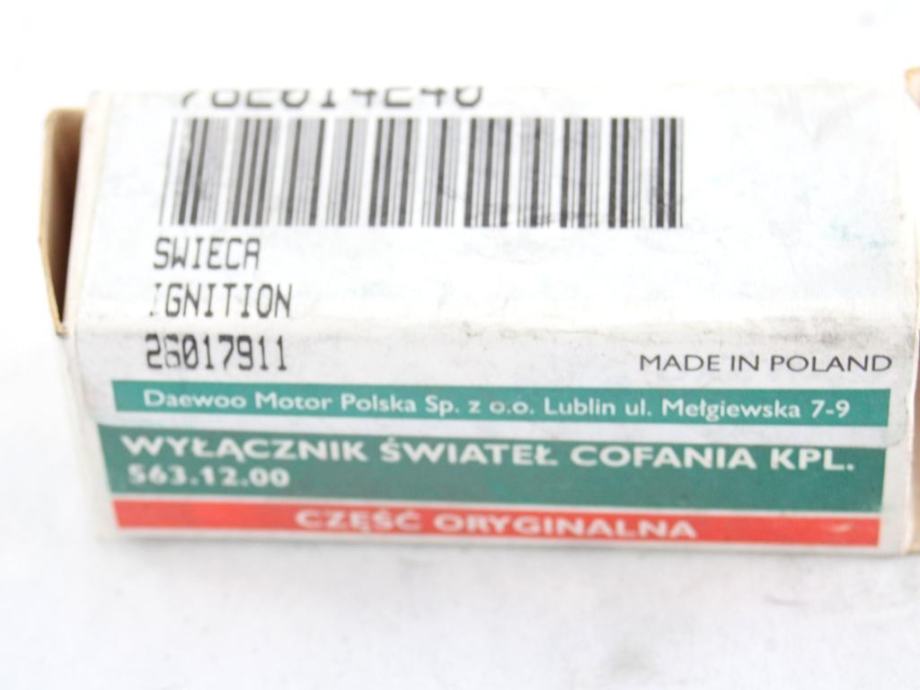 SWIECA
IGNITION
26017911
MADE IN POLAND
Daewoo Motor Polska Sp. z o.o. Lublin ul. Mełgiewska 7-9
WYŁĄCZNIK ŚWIATEŁ COFANIA KPL.
563.12.00
CZĘŚĆ ORYGINALNA